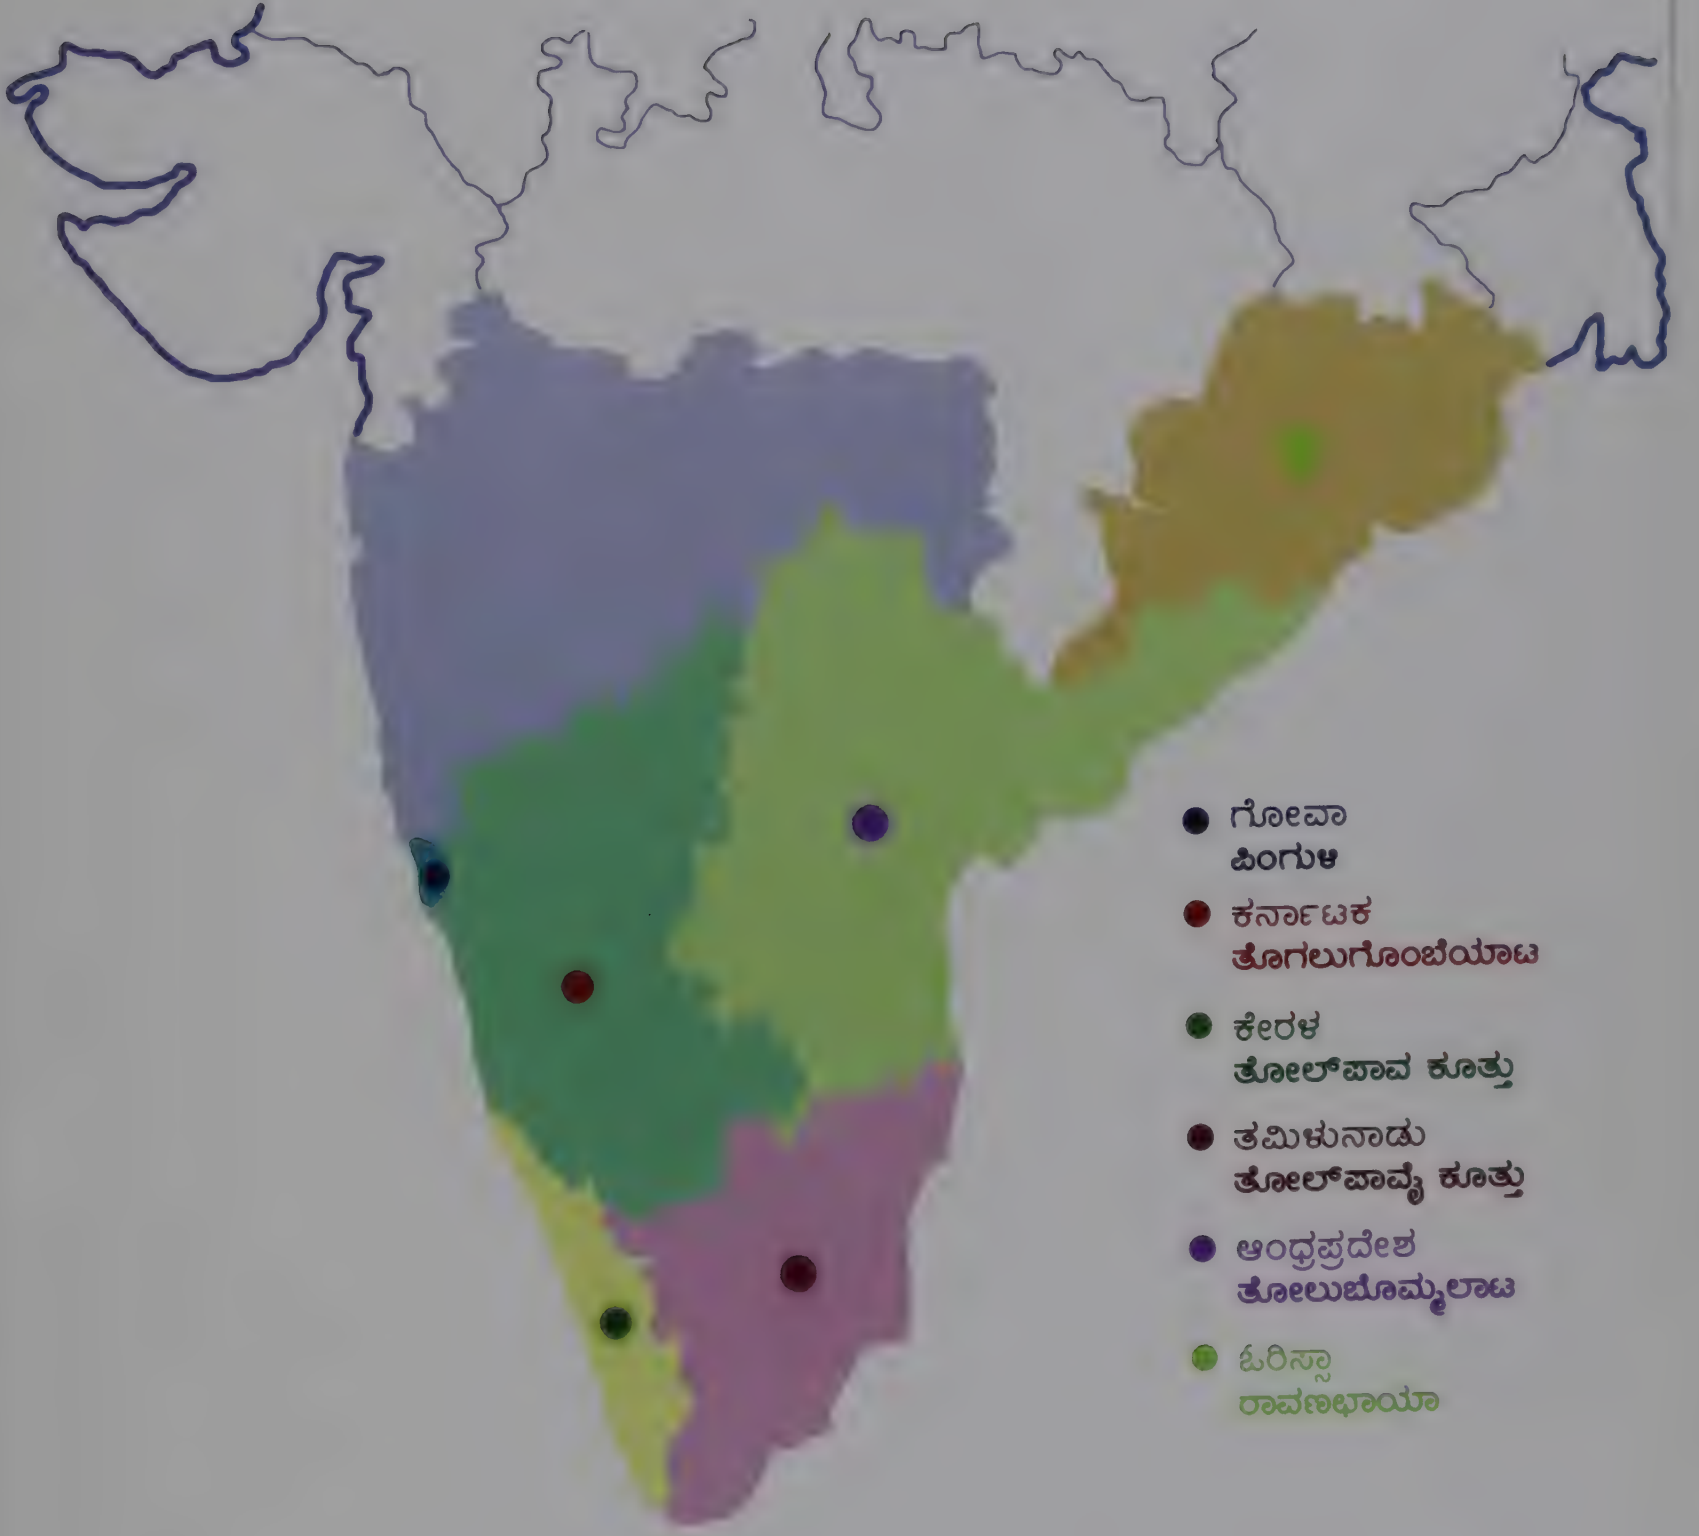 ಗೋವಾ
ಪಿಂಗುಳಿ
ಕರ್ನಾಟಕ
ತೊಗಲುಗೊಂಬೆಯಾಟ
ಕೇರಳ
ತೋಲ್‌ಪಾವ ಕೂತ್ತು
ತಮಿಳುನಾಡು
ತೋಲ್‌ಪಾವೈ ಕೂತ್ತು
ಆಂಧ್ರಪ್ರದೇಶ
ತೋಲುಬೊಮ್ಮಲಾಟ
ಓರಿಸ್ಸಾ
ರಾವಣಛಾಯಾ